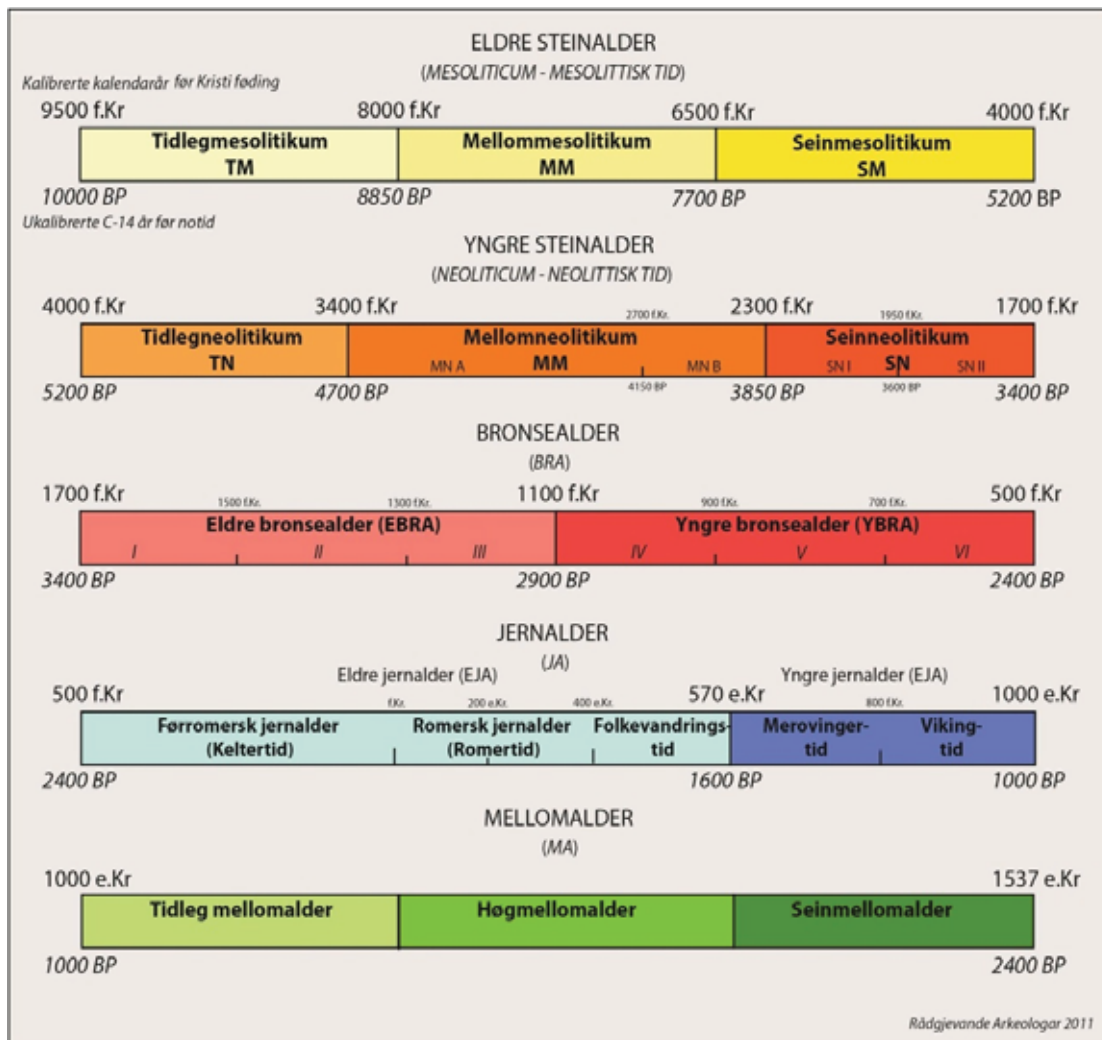 ELDRE STEINALDER
(MESOLITICUM - MESOLITTISK TID)
Kalibrerte kalendarår før Kristi føding
9500 f.Kr 8000 f.Kr 6500 f.Kr 4000 f.Kr
Tidlegmesolitikum Mellommesolitikum Seinmesolitikum
TM MM SM
10000 BP 8850 BP 7700 BP 5200 BP
Ukalibrerte C-14 år før notid
YNGRE STEINALDER
(NEOLITICUM - NEOLITTISK TID)
4000 f.Kr 3400 f.Kr 2700 f.Kr. 2300 f.Kr 1950 f.Kr. 1700 f.Kr
Tidlegneolitikum Mellomneolitikum Seinneolitikum
TN MN A MM MN B SN I SN SN II
5200 BP 4700 BP 4150 BP 3850 BP 3600 BP 3400 BP
BRONSEALDER
(BRA)
1700 f.Kr 1500 f.Kr. 1300 f.Kr. 1100 f.Kr 900 f.Kr. 700 f.Kr. 500 f.Kr
Eldre bronsealder (EBRA) Yngre bronsealder (YBRA)
I II III IV V VI
3400 BP 2900 BP 2400 BP
JERNALDER
(JA)
Eldre jernalder (EJA) Yngre jernalder (EJA)
500 f.Kr f.Kr. 200 e.Kr. 400 e.Kr. 570 e.Kr 800 f.Kr. 1000 e.Kr
Førromersk jernalder Romersk jernalder Folkevandrings- Merovinger- Viking-
(Keltertid) (Romertid) tid tid tid
2400 BP 1600 BP 1000 BP
MELLOMALDER
(MA)
1000 e.Kr 1537 e.Kr
Tidleg mellomalder Høgmellomalder Seinmellomalder
1000 BP 2400 BP
Rådgjevande Arkeologar 2011